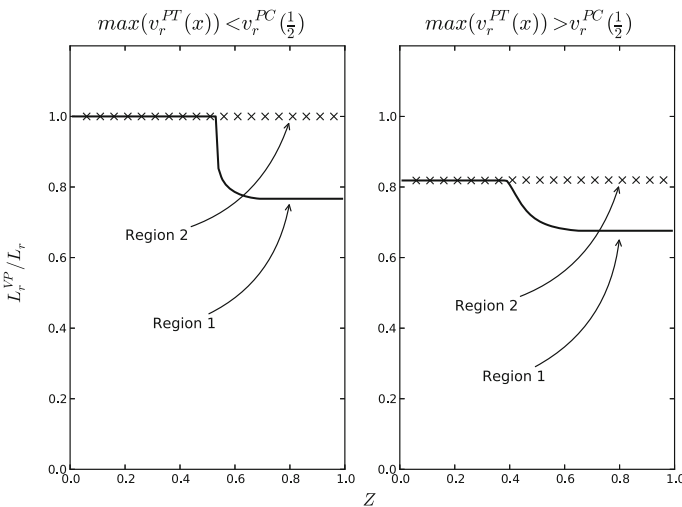 max(v_r^{PT}(x)) < v_r^{PC}(1/2)
max(v_r^{PT}(x)) > v_r^{PC}(1/2)
L_r^{VP}/L_r
1.0
0.8
0.6
0.4
0.2
0.0
Region 2
Region 1
0.0 0.2 0.4 0.6 0.8 1.0
1.0
0.8
0.6
0.4
0.2
0.0
Region 2
Region 1
0.0 0.2 0.4 0.6 0.8 1.0
Z